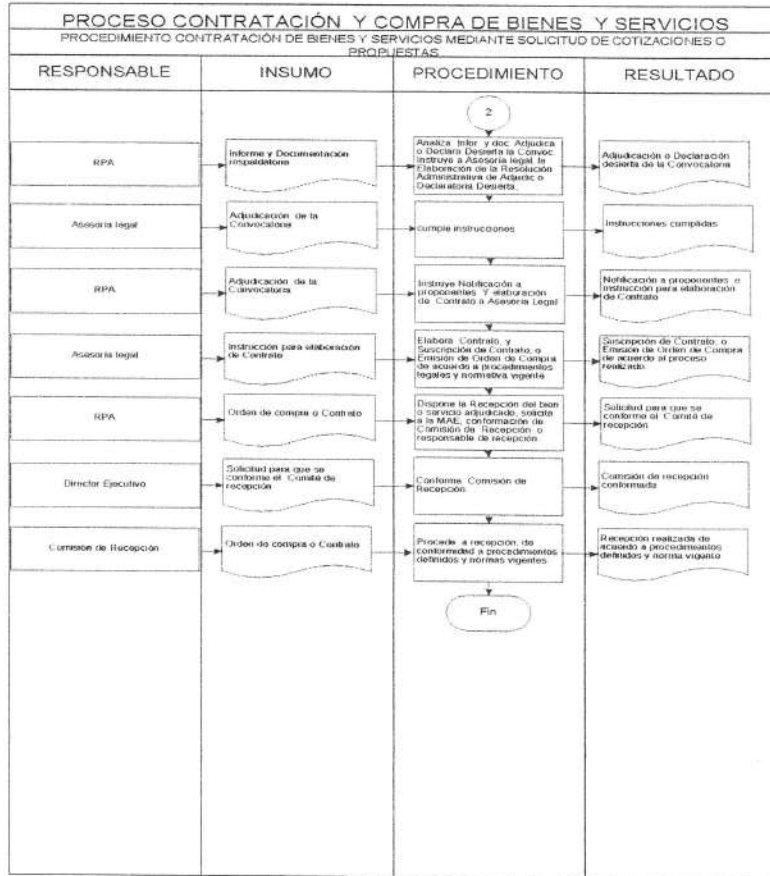 PROCESO CONTRATACIÓN Y COMPRA DE BIENES Y SERVICIOS
PROCEDIMIENTO CONTRATACIÓN DE BIENES Y SERVICIOS MEDIANTE SOLICITUD DE COTIZACIONES O
PROPUESTAS
RESPONSABLE
INSUMO
PROCEDIMIENTO
RESULTADO
2
RPA
Informe y Documentación
respaldatoria
Analiza Infor. y doc. Adjudica
o Declara Desierta la Convoc.
Instruye a Asesoría legal, la
Elaboración de la Resolución
Administrativa de Adjudic o
Declaratoria Desierta.
Adjudicación o Declaración
desierta de la Convocatoria
Asesoría legal
Adjudicación de la
Convocatoria
cumple instrucciones
Instrucciones cumplidas
RPA
Adjudicación de la
Convocatoria
Instruye Notificación a
proponentes Y elaboración
de Contrato a Asesoría Legal
Notificación a proponentes e
instrucción para elaboración
de Contrato
Asesoría legal
Instrucción para elaboración
de Contrato
Elabora Contrato, y
Suscripción de Contrato, o
Emisión de Orden de Compra
de acuerdo a procedimientos
legales y normativa vigente
Suscripción de Contrato, o
Emisión de Orden de Compra
de acuerdo al proceso
realizado
RPA
Orden de compra o Contrato
Dispone la Recepción del bien
o servicio adjudicado, solicita
a la MAE, conformación de
Comisión de Recepción o
responsable de recepción
Solicitud para que se
conforme el Comité de
recepción
Director Ejecutivo
Solicitud para que se
conforme el Comité de
recepción
Conforma Comisión de
Recepción
Comisión de recepción
conformada
Comisión de Recepción
Orden de compra o Contrato
Procede a recepción, de
conformidad a procedimientos
definidos y normas vigentes
Recepción realizada de
acuerdo a procedimientos
definidos y norma vigente
Fin